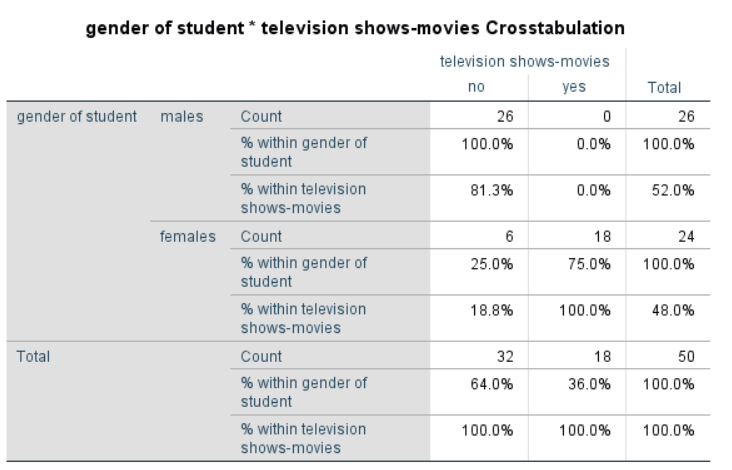 gender of student * television shows-movies Crosstabulation
television shows-movies
no yes Total
gender of student males Count 26 0 26
% within gender of
student 100.0% 0.0% 100.0%
% within television
shows-movies 81.3% 0.0% 52.0%
females Count 6 18 24
% within gender of
student 25.0% 75.0% 100.0%
% within television
shows-movies 18.8% 100.0% 48.0%
Total Count 32 18 50
% within gender of
student 64.0% 36.0% 100.0%
% within television
shows-movies 100.0% 100.0% 100.0%